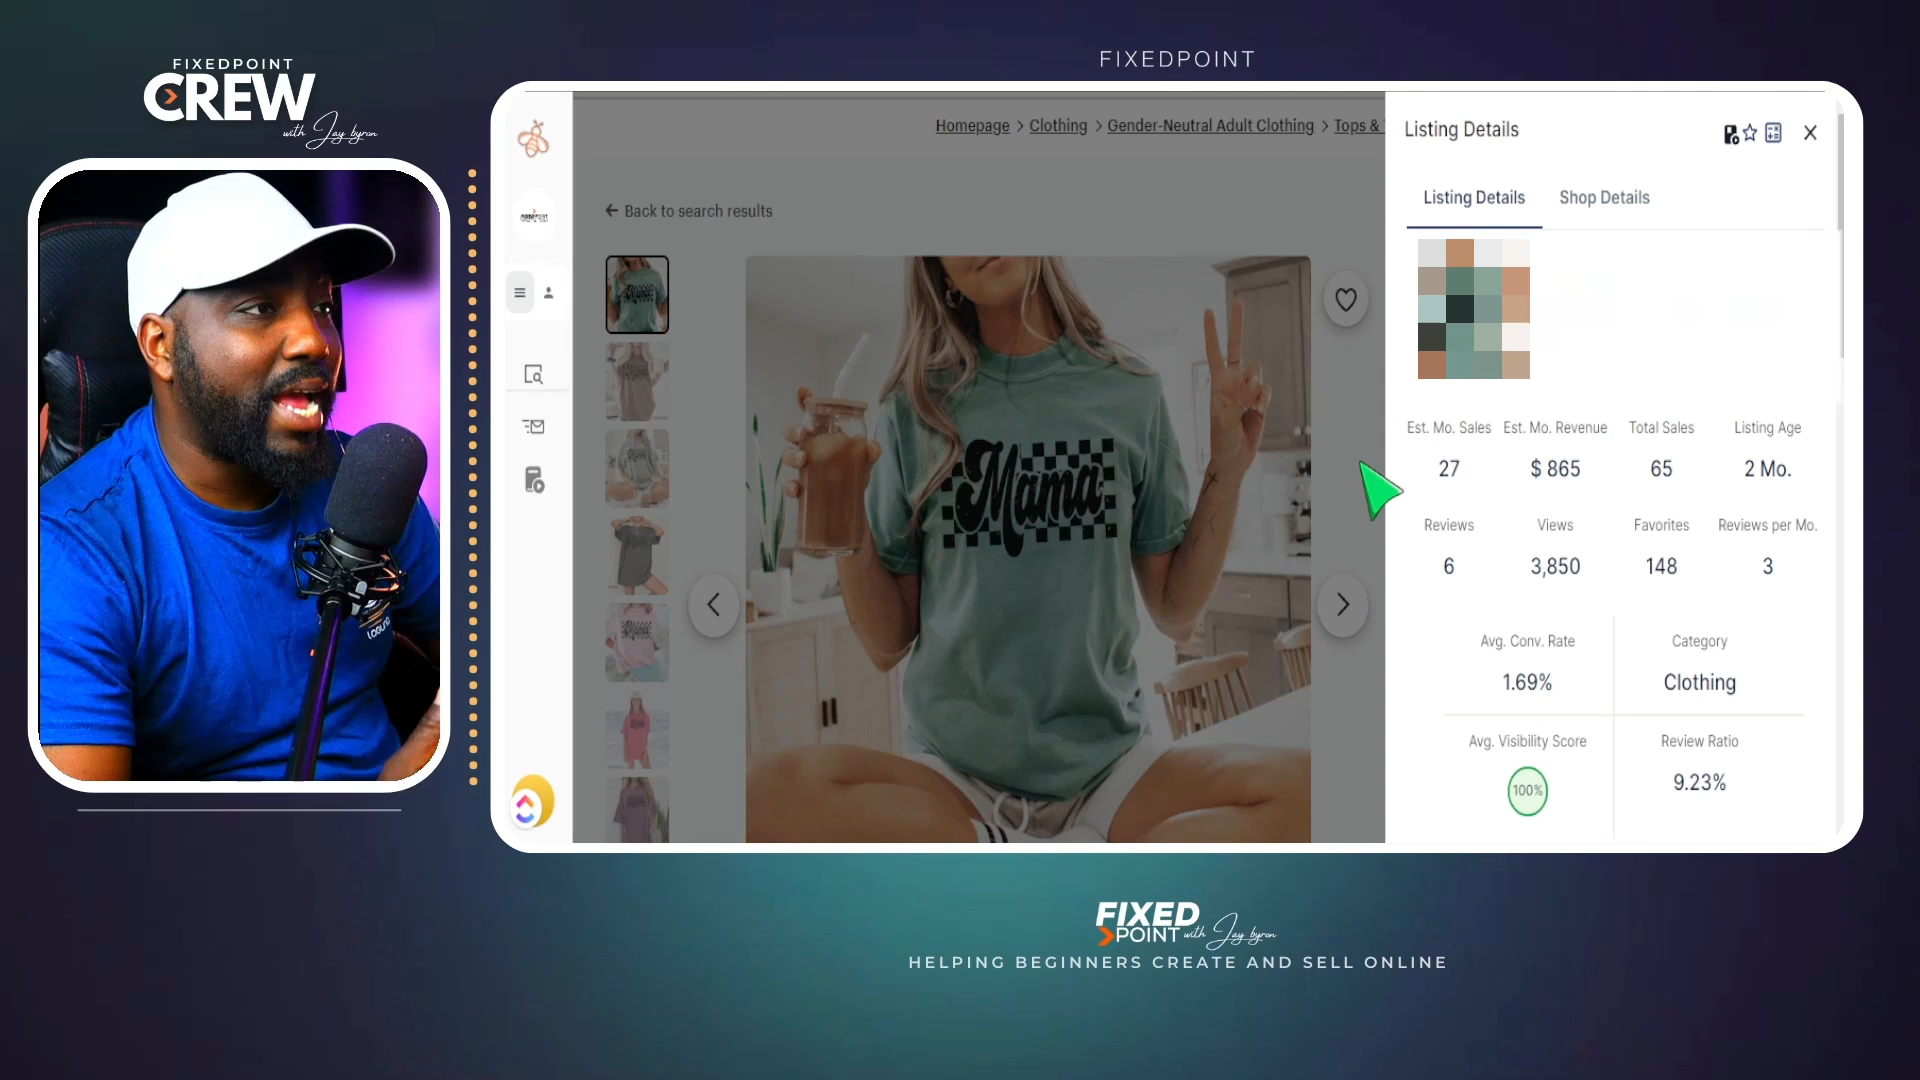 FIXEDPOINT
CREW
with Jay byron
FIXEDPOINT
Homepage > Clothing > Gender-Neutral Adult Clothing > Tops &
← Back to search results
Mama
Listing Details
Listing Details Shop Details
Est. Mo. Sales Est. Mo. Revenue Total Sales Listing Age
27 $ 865 65 2 Mo.
Reviews Views Favorites Reviews per Mo.
6 3,850 148 3
Avg. Conv. Rate Category
1.69% Clothing
Avg. Visibility Score Review Ratio
100% 9.23%
FIXED
POINT with Jay byron
HELPING BEGINNERS CREATE AND SELL ONLINE